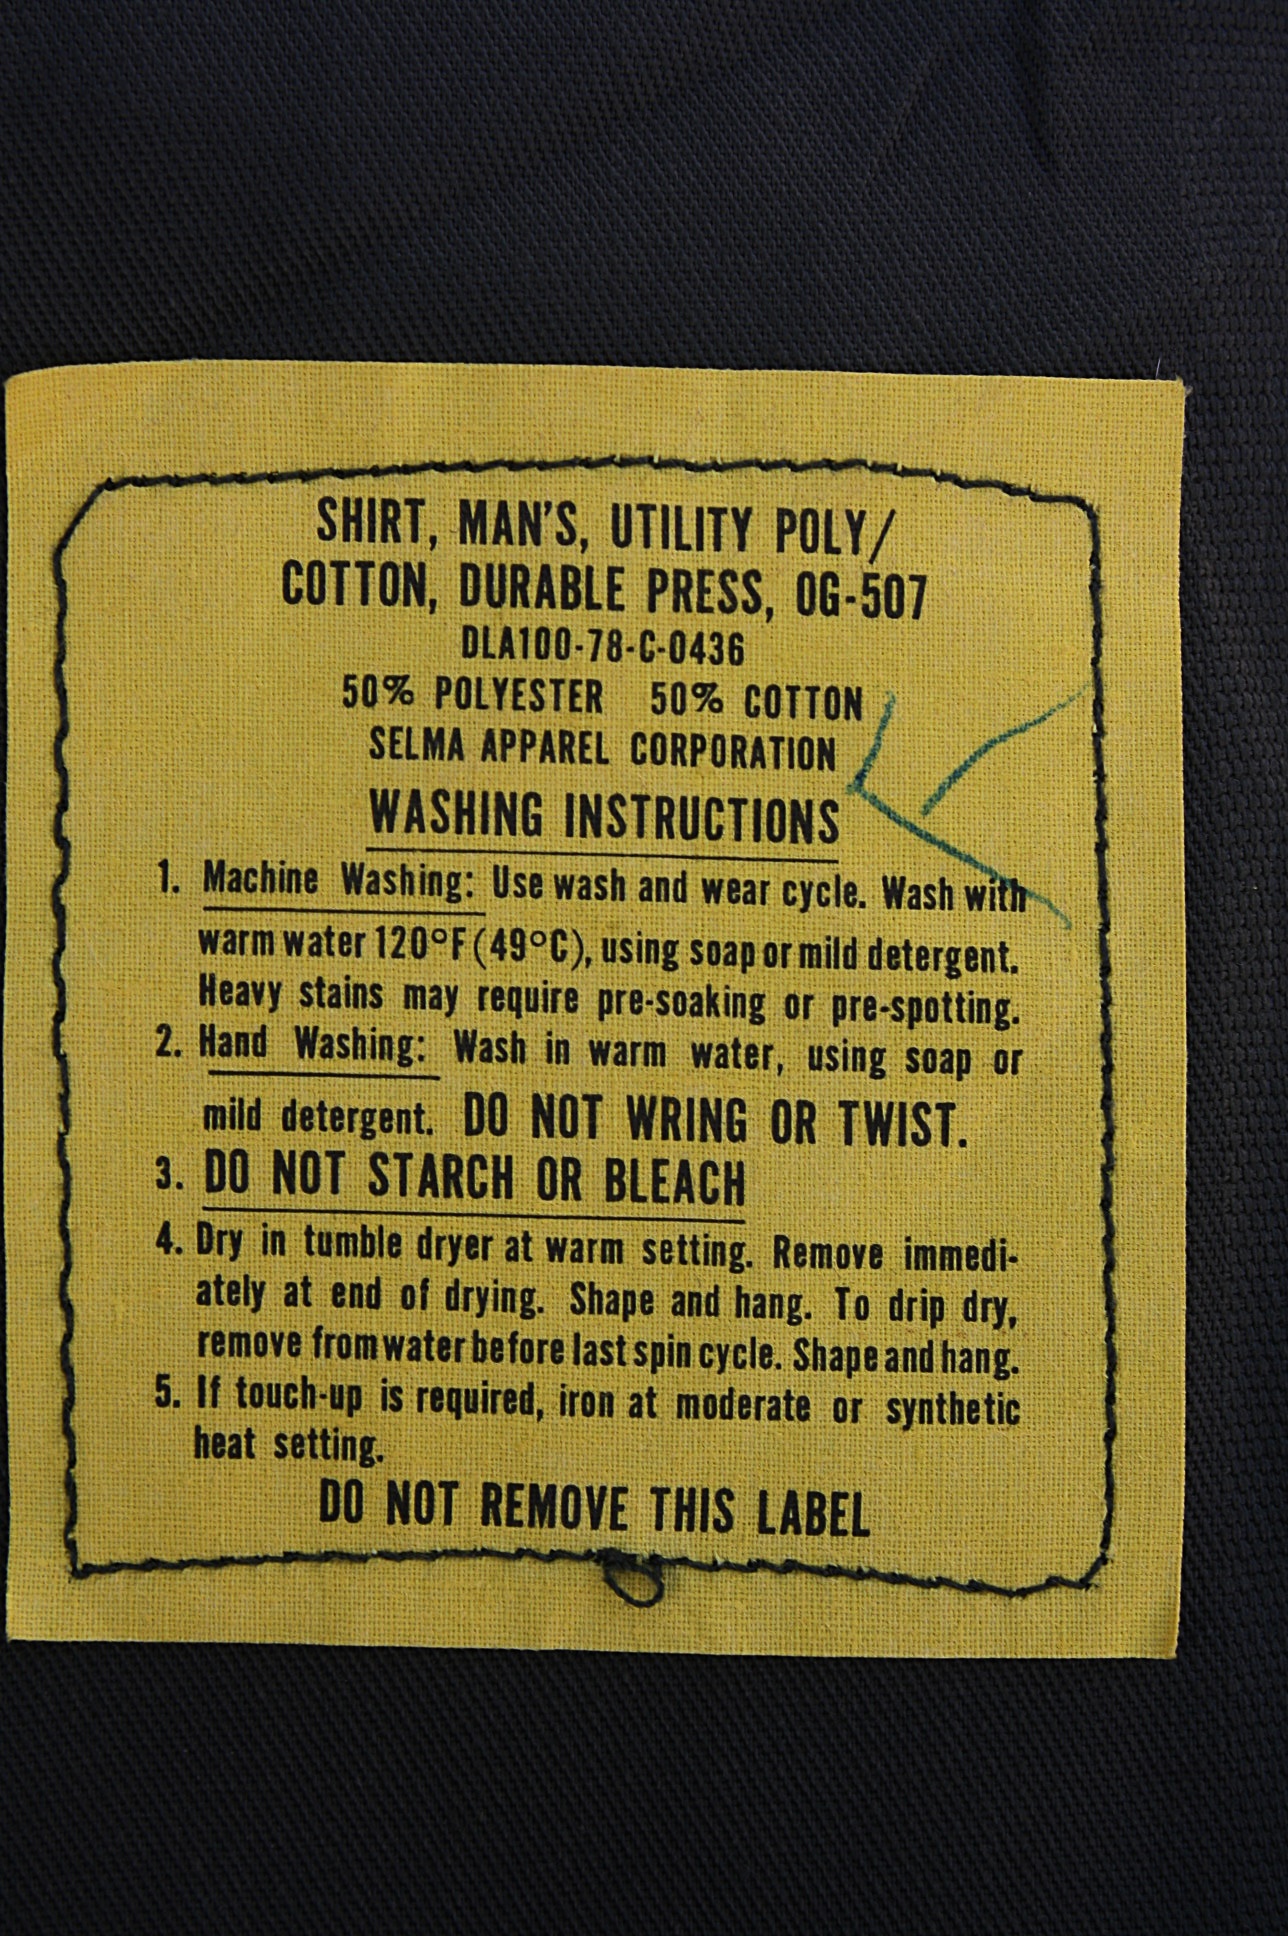 SHIRT, MAN'S, UTILITY POLY/
COTTON, DURABLE PRESS, OG-507
DLA100-78-C-0436
50% POLYESTER 50% COTTON
SELMA APPAREL CORPORATION
WASHING INSTRUCTIONS
1. Machine Washing: Use wash and wear cycle. Wash with
warm water 120°F (49°C), using soap or mild detergent.
Heavy stains may require pre-soaking or pre-spotting.
2. Hand Washing: Wash in warm water, using soap or
mild detergent. DO NOT WRING OR TWIST.
3. DO NOT STARCH OR BLEACH
4. Dry in tumble dryer at warm setting. Remove immedi-
ately at end of drying. Shape and hang. To drip dry,
remove from water before last spin cycle. Shape and hang.
5. If touch-up is required, iron at moderate or synthetic
heat setting.
DO NOT REMOVE THIS LABEL